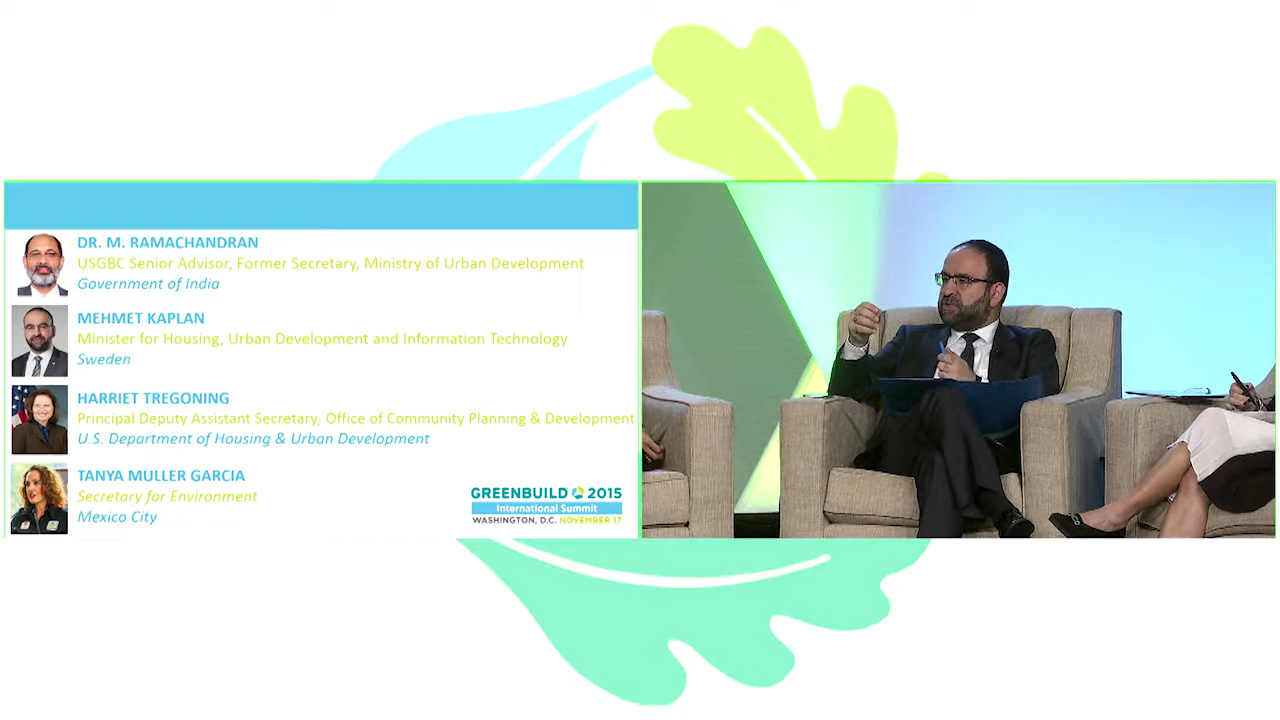 DR. M. RAMACHANDRAN
USGBC Senior Advisor, Former Secretary, Ministry of Urban Development
Government of India
MEHMET KAPLAN
Minister for Housing, Urban Development and Information Technology
Sweden
HARRIET TREGONING
Principal Deputy Assistant Secretary, Office of Community Planning & Development
U.S. Department of Housing & Urban Development
TANYA MULLER GARCIA
Secretary for Environment
Mexico City
GREENBUILD 2015
International Summit
WASHINGTON, D.C. NOVEMBER 17